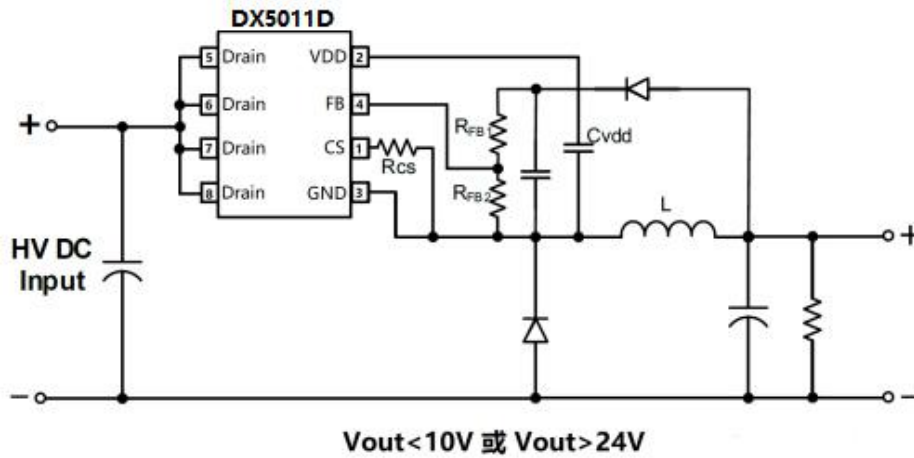 DX5011D
5 Drain VDD 2
6 Drain FB 4
7 Drain CS 1
8 Drain GND 3
Rcs
RFB1
RFB2
Cvdd
L
+
−
HV DC
Input
+
−
Vout<10V 或 Vout>24V